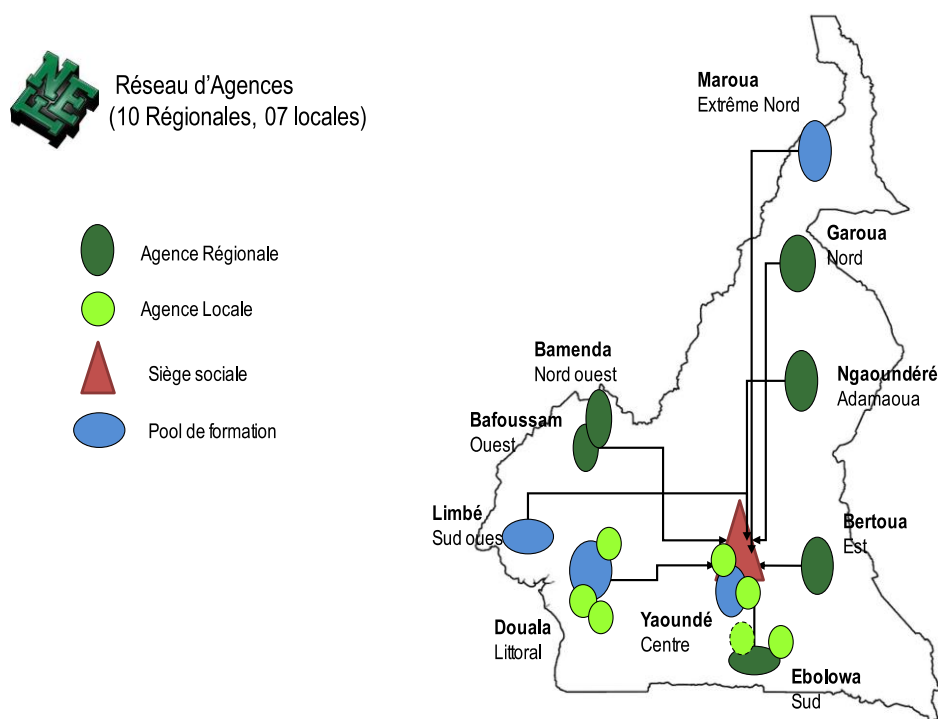 Réseau d'Agences
(10 Régionales, 07 locales)
Agence Régionale
Agence Locale
Siège sociale
Pool de formation
Maroua
Extrême Nord
Garoua
Nord
Bamenda
Nord ouest
Ngaoundéré
Adamaoua
Bafoussam
Ouest
Limbé
Sud oues
Bertoua
Est
Douala
Littoral
Yaoundé
Centre
Ebolowa
Sud